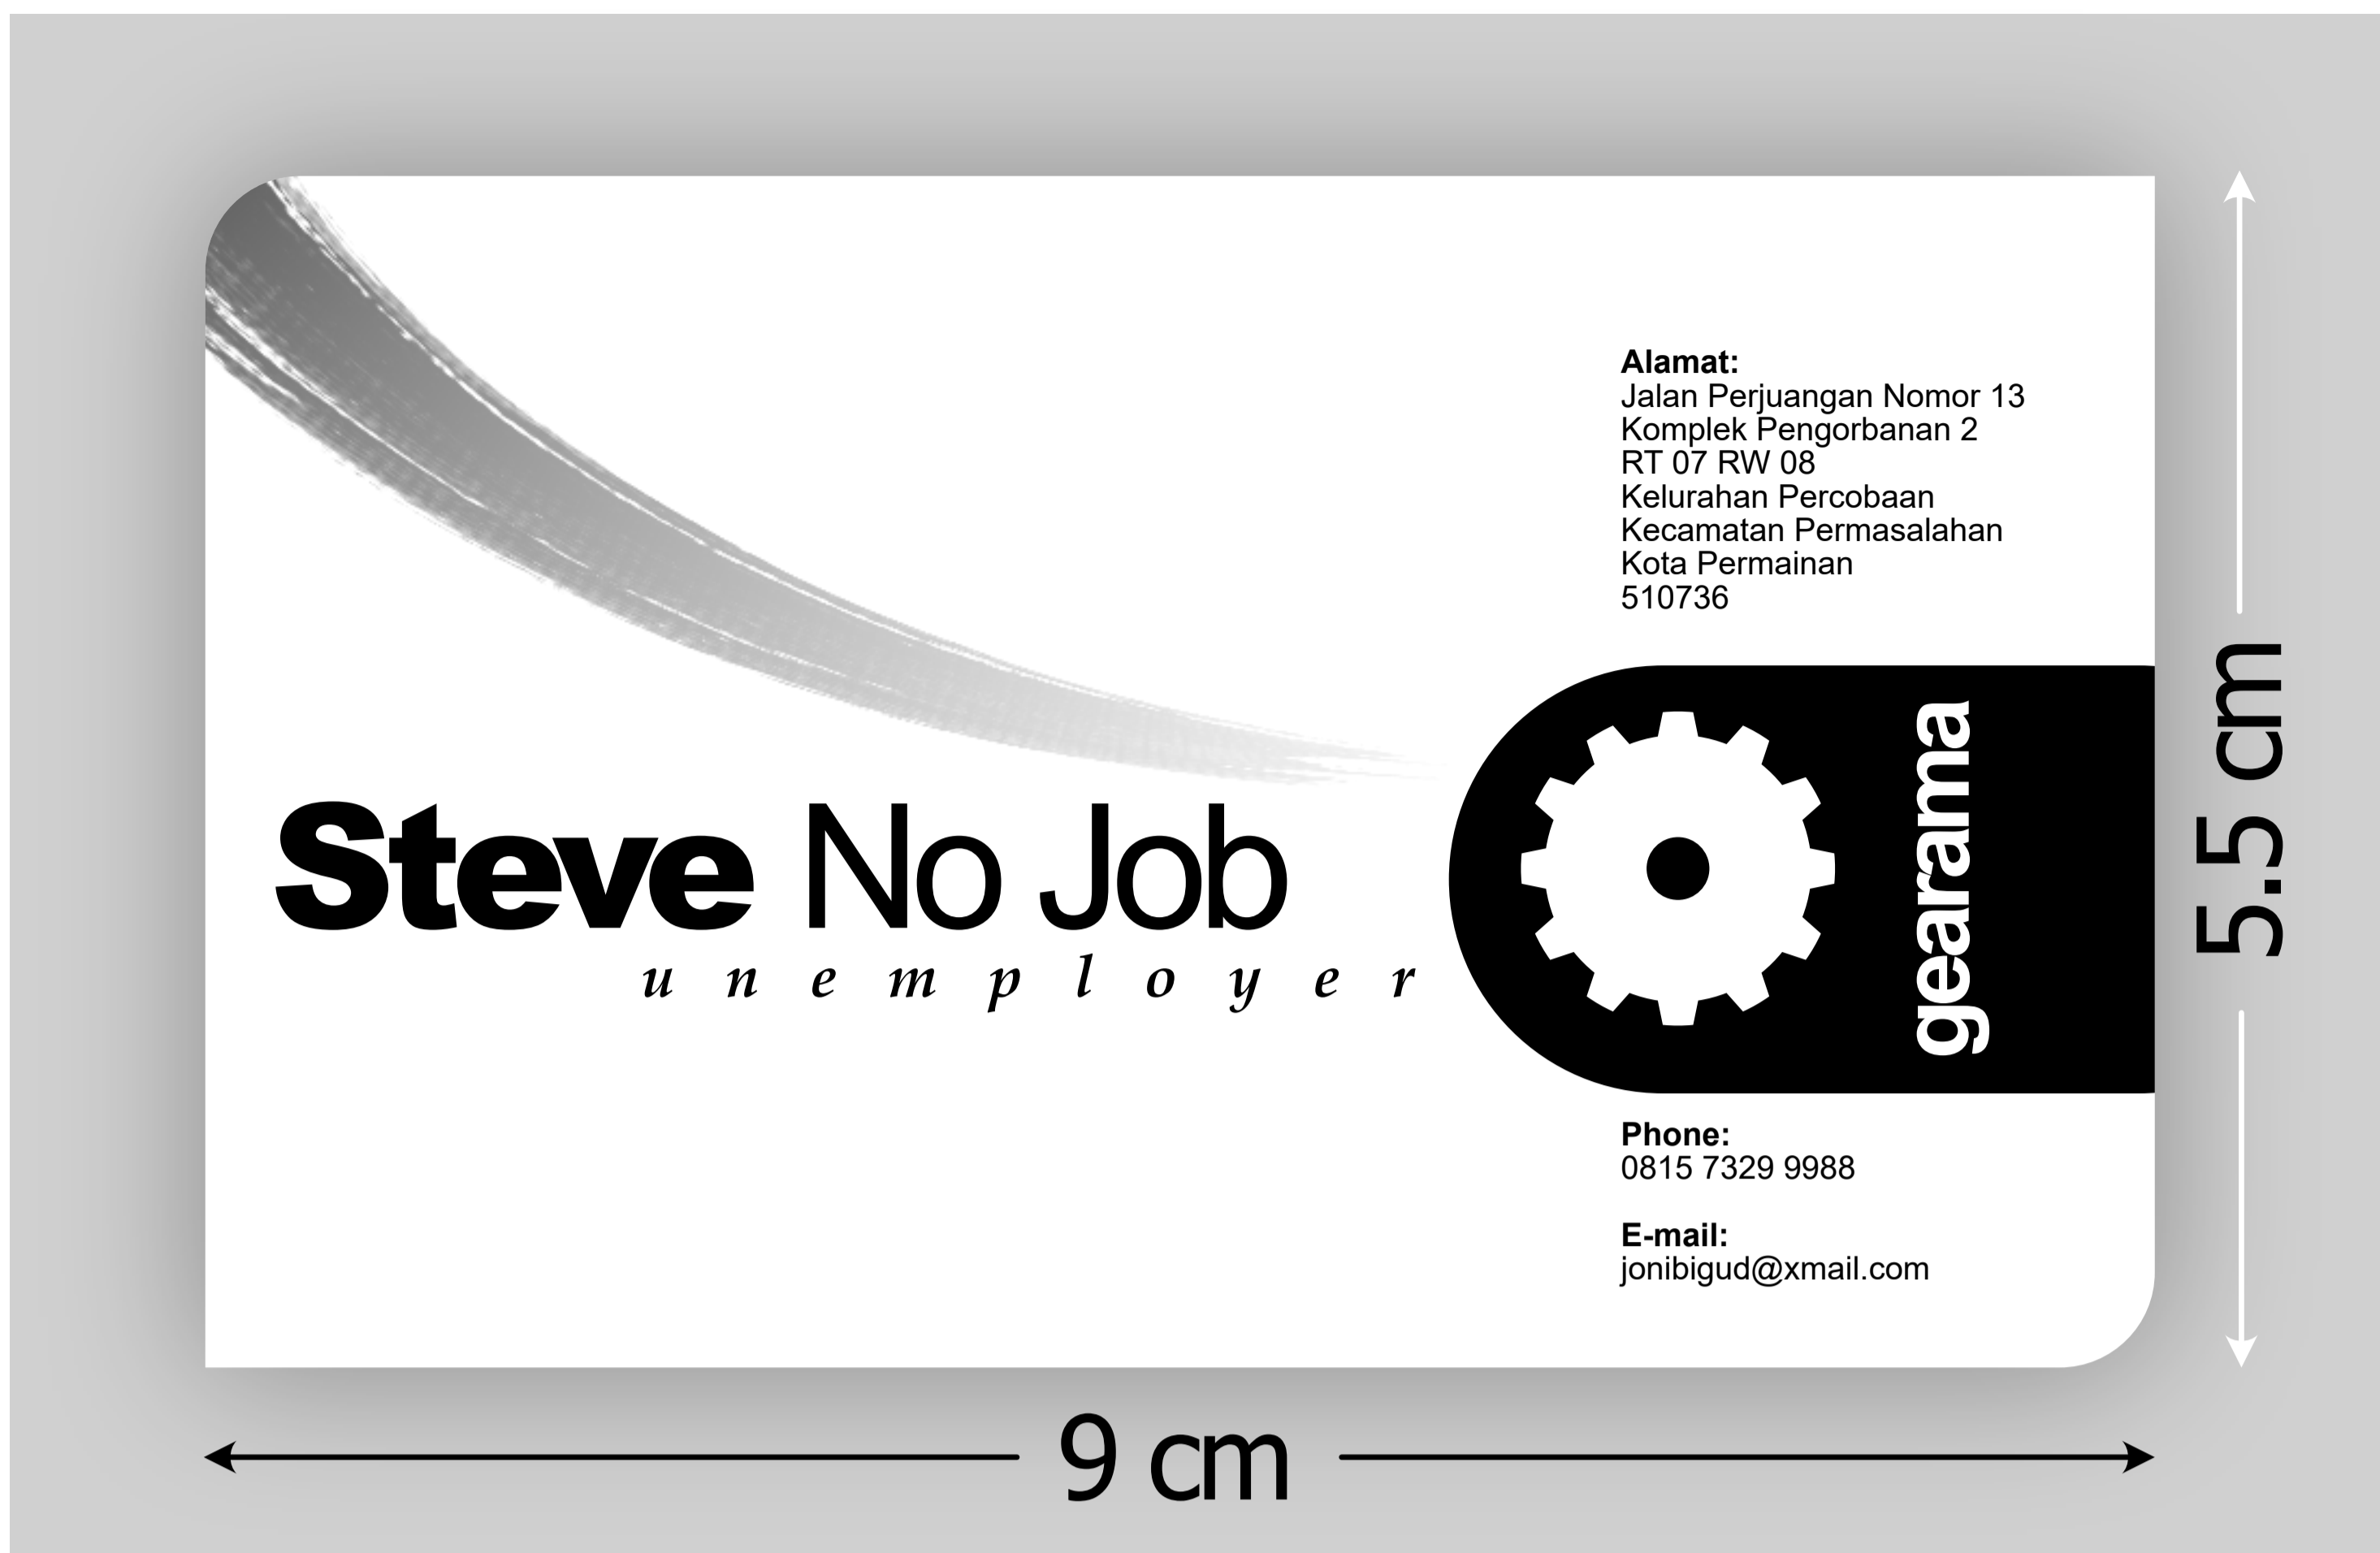 Alamat:
Jalan Perjuangan Nomor 13
Komplek Pengorbanan 2
RT 07 RW 08
Kelurahan Percobaan
Kecamatan Permasalahan
Kota Permainan
510736
Steve No Job
unemployer
gearama
Phone:
0815 7329 9988
E-mail:
jonibigud@xmail.com
5.5 cm
9 cm